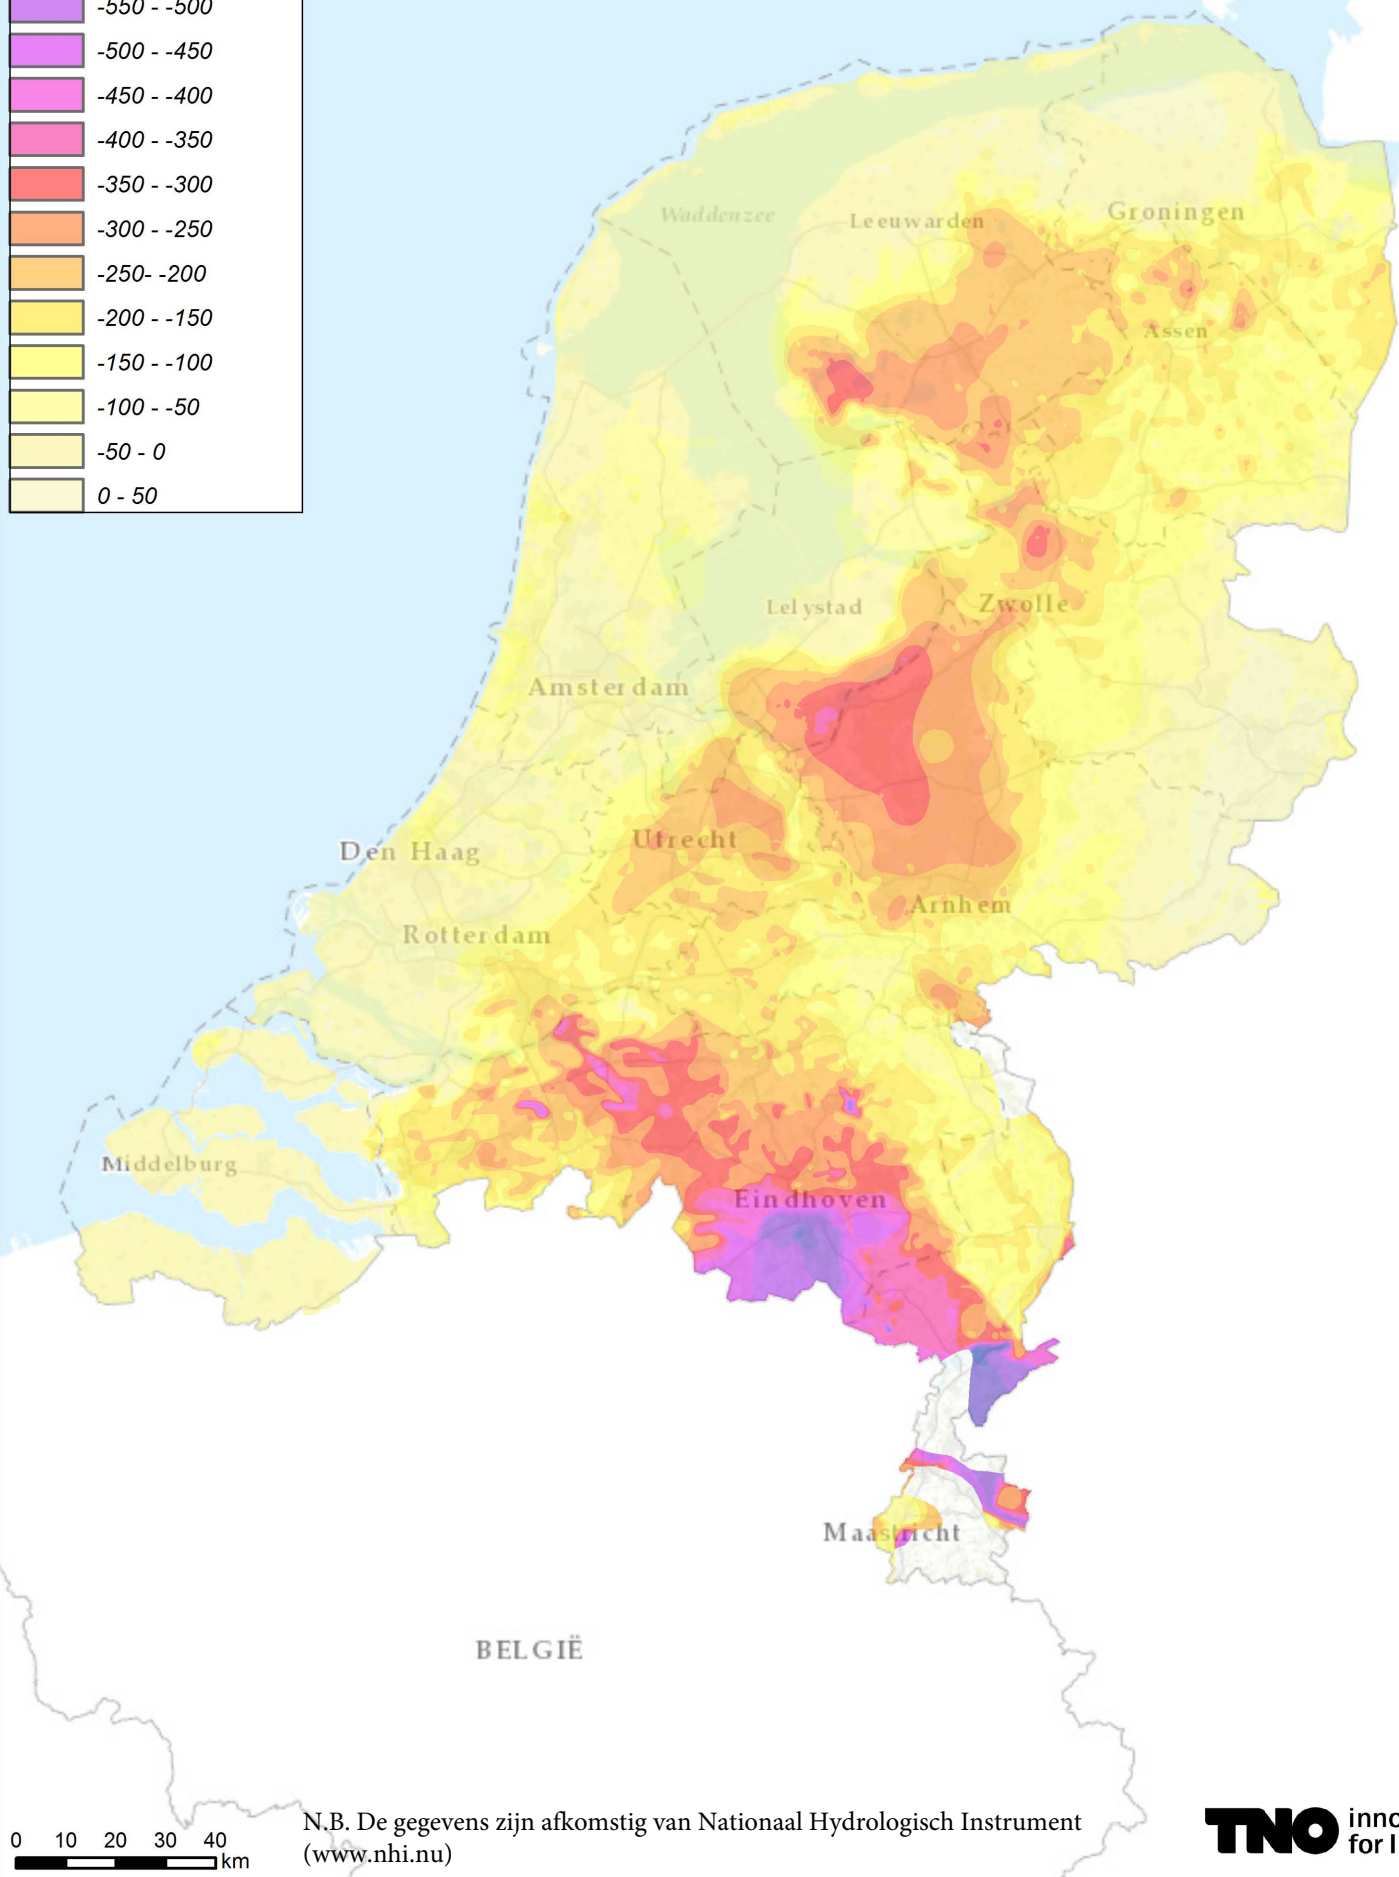 -550 - -500
-500 - -450
-450 - -400
-400 - -350
-350 - -300
-300 - -250
-250- -200
-200 - -150
-150 - -100
-100 - -50
-50 - 0
0 - 50
Waddenzee
Leeuwarden
Groningen
Assen
Lelystad
Zwolle
Amsterdam
Utrecht
Den Haag
Arnhem
Rotterdam
Middelburg
Eindhoven
Maastricht
BELGIË
N.B. De gegevens zijn afkomstig van Nationaal Hydrologisch Instrument
(www.nhi.nu)
0 10 20 30 40
km
TNO
inno
for l